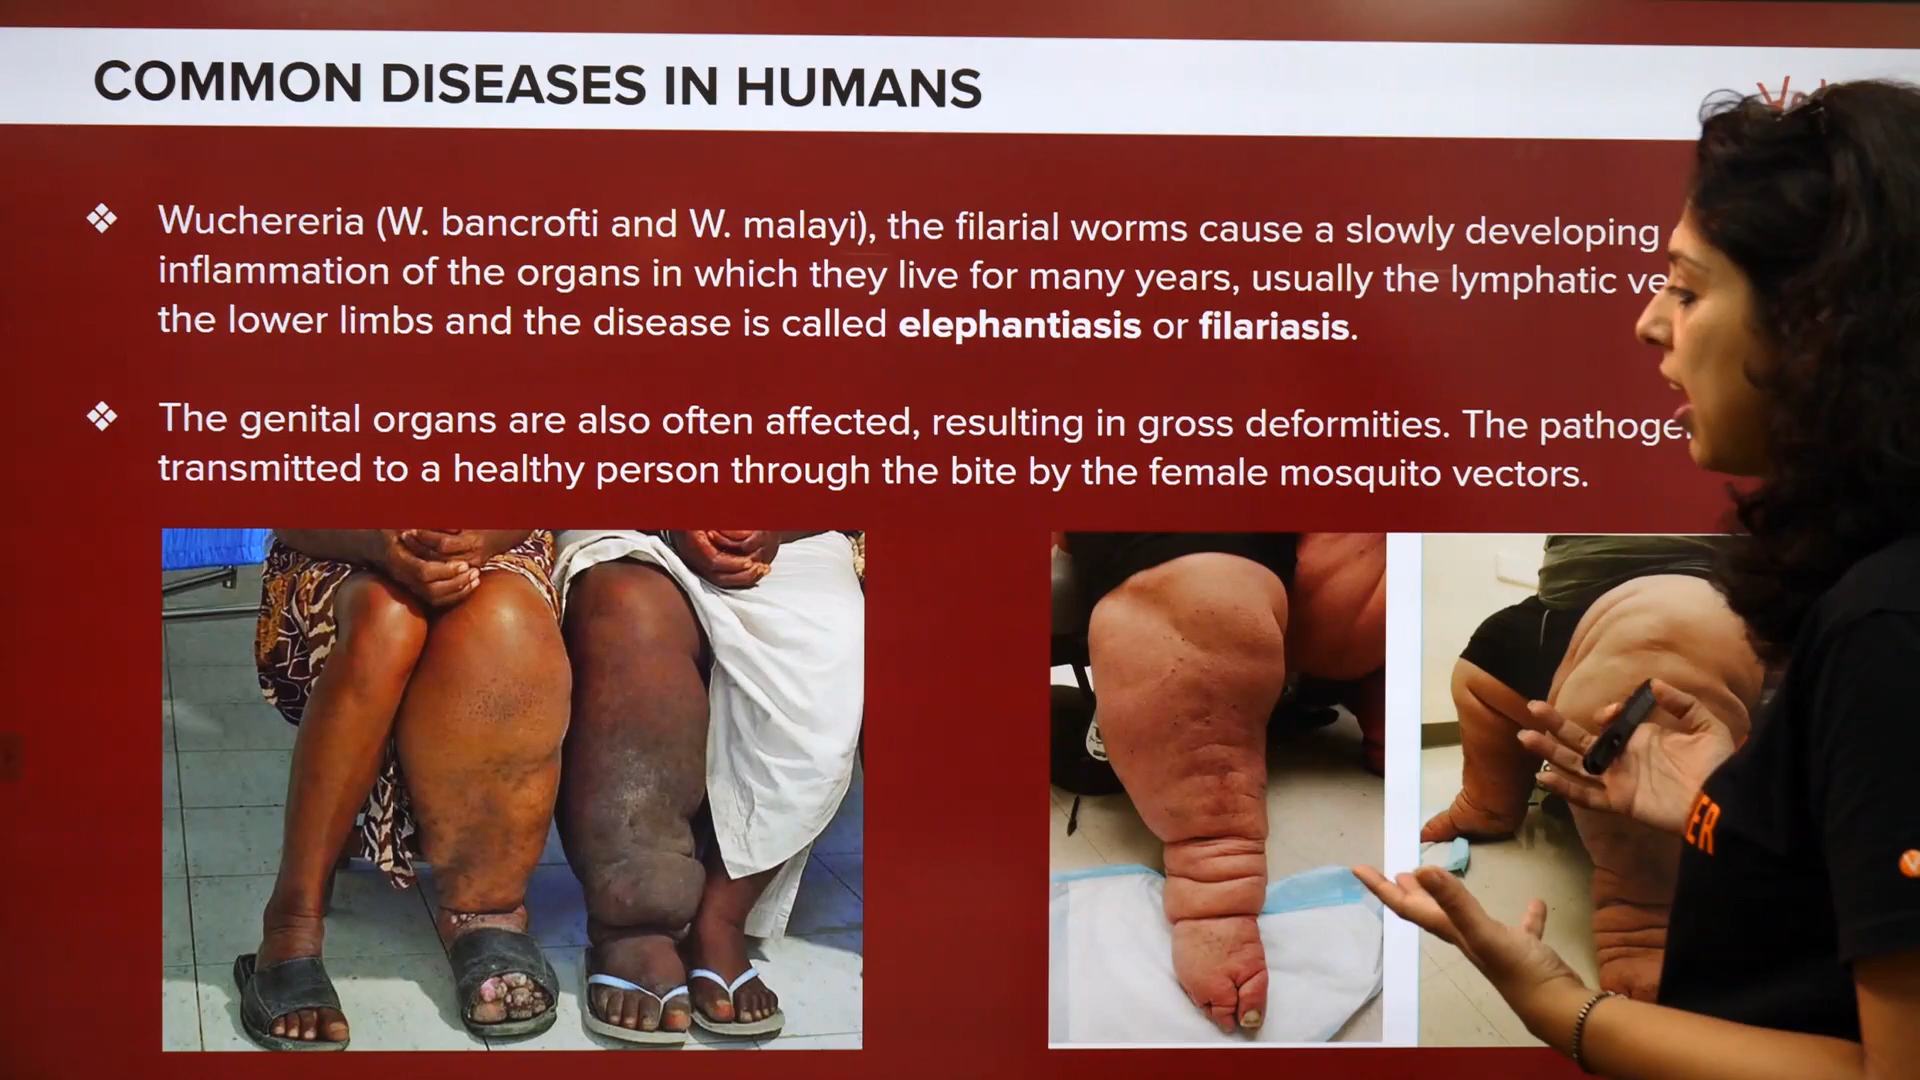 COMMON DISEASES IN HUMANS
❖ Wuchereria (W. bancrofti and W. malayi), the filarial worms cause a slowly developing
inflammation of the organs in which they live for many years, usually the lymphatic
the lower limbs and the disease is called elephantiasis or filariasis.
❖ The genital organs are also often affected, resulting in gross deformities. The
transmitted to a healthy person through the bite by the female mosquito vectors.